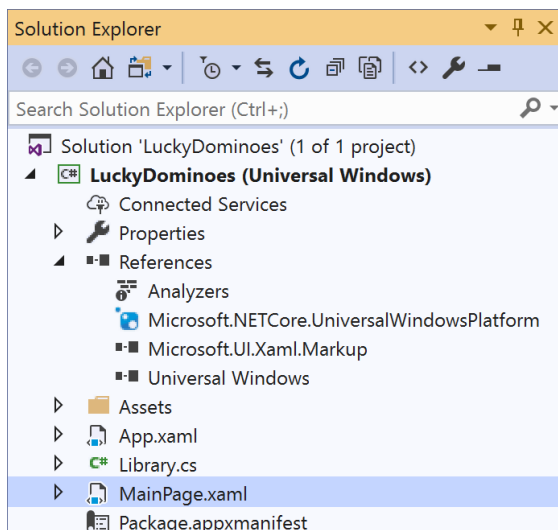 Solution Explorer
Search Solution Explorer (Ctrl+;)
Solution 'LuckyDominoes' (1 of 1 project)
C# LuckyDominoes (Universal Windows)
Connected Services
Properties
References
Analyzers
Microsoft.NETCore.UniversalWindowsPlatform
Microsoft.UI.Xaml.Markup
Universal Windows
Assets
App.xaml
C# Library.cs
MainPage.xaml
Package.appxmanifest